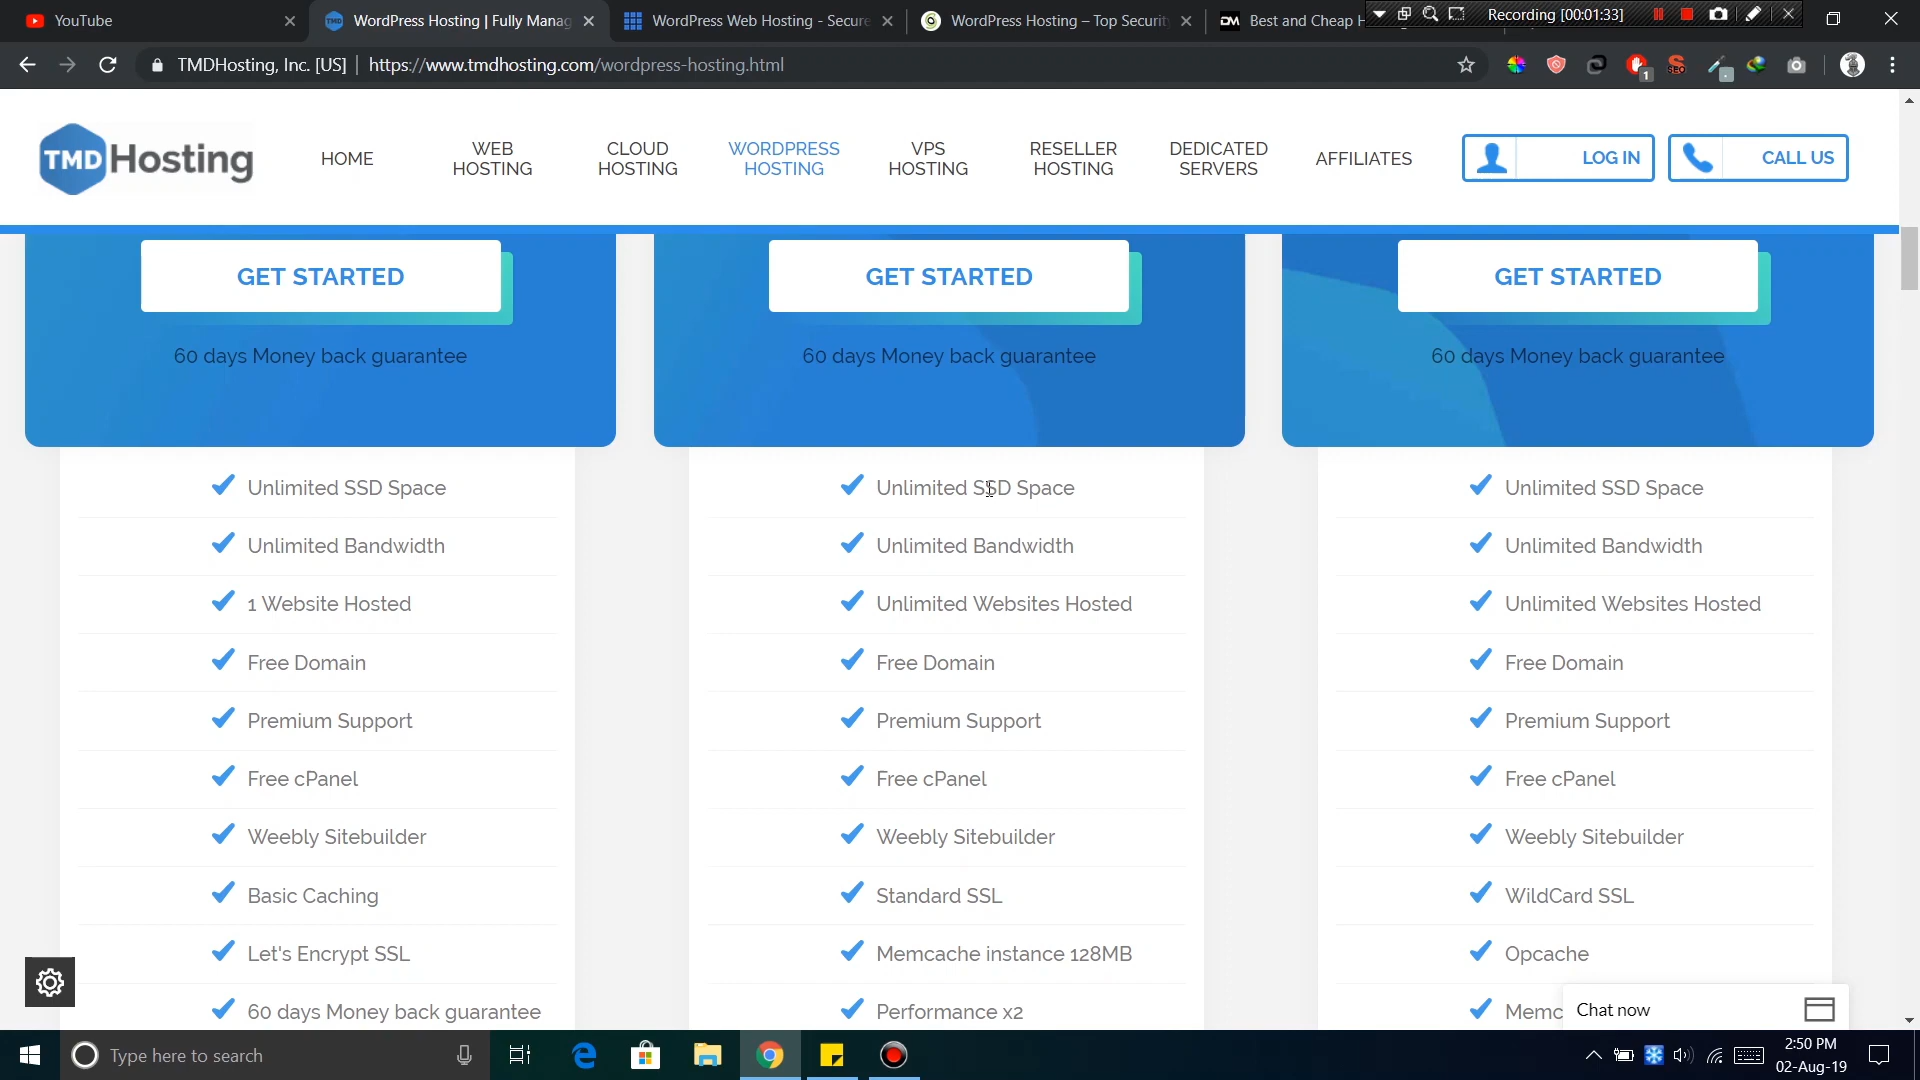 YouTube
WordPress Hosting | Fully Manag
WordPress Web Hosting - Secure
WordPress Hosting – Top Securit
Best and Cheap H
Recording [00:01:33]
TMDHosting, Inc. [US] | https://www.tmdhosting.com/wordpress-hosting.html
TMD Hosting
HOME
WEB
HOSTING
CLOUD
HOSTING
WORDPRESS
HOSTING
VPS
HOSTING
RESELLER
HOSTING
DEDICATED
SERVERS
AFFILIATES
LOG IN
CALL US
GET STARTED
60 days Money back guarantee
Unlimited SSD Space
Unlimited Bandwidth
1 Website Hosted
Free Domain
Premium Support
Free cPanel
Weebly Sitebuilder
Basic Caching
Let's Encrypt SSL
60 days Money back guarantee
GET STARTED
60 days Money back guarantee
Unlimited SSD Space
Unlimited Bandwidth
Unlimited Websites Hosted
Free Domain
Premium Support
Free cPanel
Weebly Sitebuilder
Standard SSL
Memcache instance 128MB
Performance x2
GET STARTED
60 days Money back guarantee
Unlimited SSD Space
Unlimited Bandwidth
Unlimited Websites Hosted
Free Domain
Premium Support
Free cPanel
Weebly Sitebuilder
WildCard SSL
Opcache
Memc
Chat now
Type here to search
2:50 PM
02-Aug-19